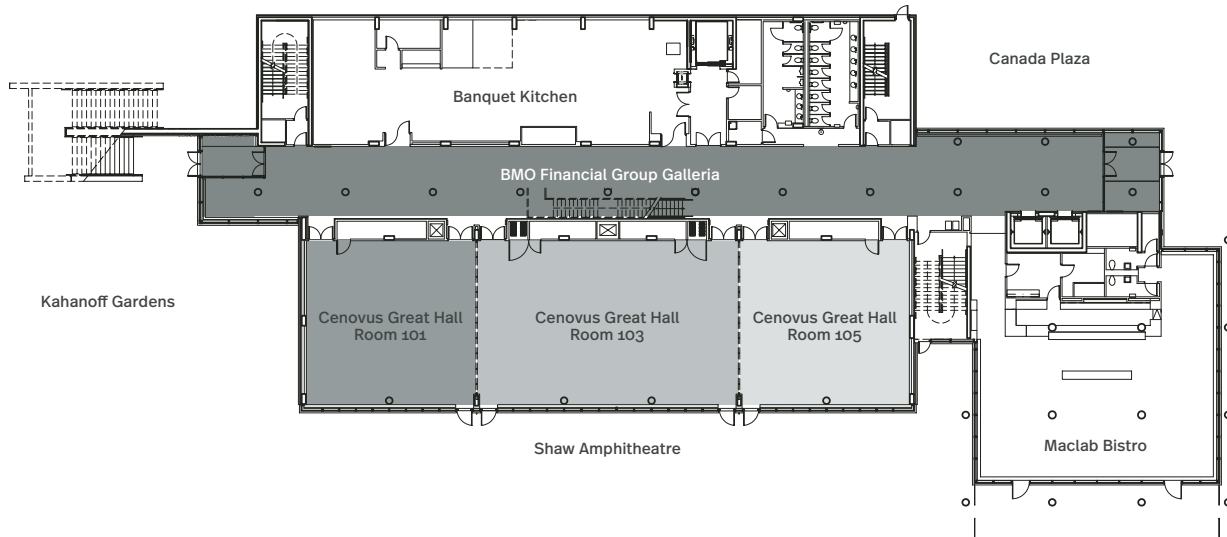 Canada Plaza
Banquet Kitchen
BMO Financial Group Galleria
Kahanoff Gardens
Cenovus Great Hall
Room 101
Cenovus Great Hall
Room 103
Cenovus Great Hall
Room 105
Shaw Amphitheatre
Maclab Bistro